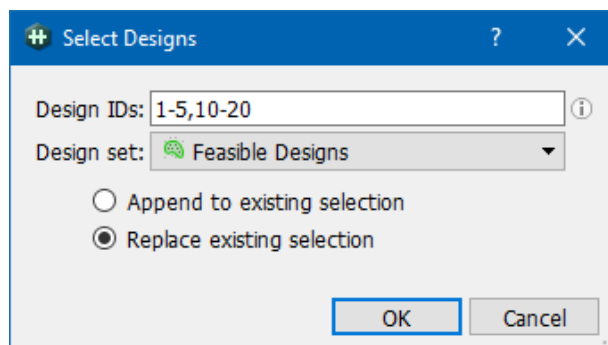 Select Designs ?
Design IDs: 1-5,10-20
Design set: Feasible Designs
Append to existing selection
Replace existing selection
OK Cancel